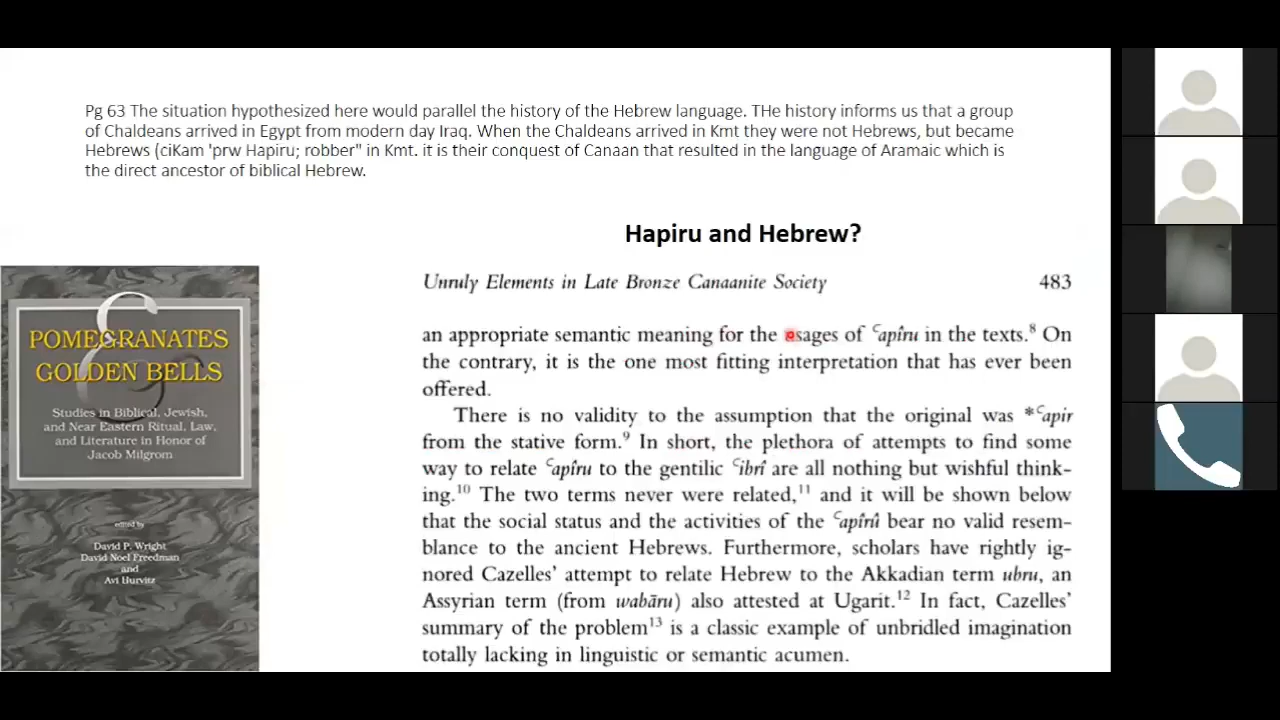 Pg 63 The situation hypothesized here would parallel the history of the Hebrew language. THe history informs us that a group
of Chaldeans arrived in Egypt from modern day Iraq. When the Chaldeans arrived in Kmt they were not Hebrews, but became
Hebrews (ciKam 'prw Hapiru; robber" in Kmt. it is their conquest of Canaan that resulted in the language of Aramaic which is
the direct ancestor of biblical Hebrew.
Hapiru and Hebrew?
Unruly Elements in Late Bronze Canaanite Society 483
an appropriate semantic meaning for the usages of ʿapîru in the texts.⁸ On
the contrary, it is the one most fitting interpretation that has ever been
offered.
There is no validity to the assumption that the original was *ʿapir
from the stative form.⁹ In short, the plethora of attempts to find some
way to relate ʿapîru to the gentilic ʿibrî are all nothing but wishful think-
ing.¹⁰ The two terms never were related,¹¹ and it will be shown below
that the social status and the activities of the ʿapîrû bear no valid resem-
blance to the ancient Hebrews. Furthermore, scholars have rightly ig-
nored Cazelles' attempt to relate Hebrew to the Akkadian term ubru, an
Assyrian term (from wabāru) also attested at Ugarit.¹² In fact, Cazelles'
summary of the problem¹³ is a classic example of unbridled imagination
totally lacking in linguistic or semantic acumen.
&
POMEGRANATES
GOLDEN BELLS
Studies in Biblical, Jewish,
and Near Eastern Ritual, Law,
and Literature in Honor of
Jacob Milgrom
edited by
David P. Wright
David Noel Freedman
and
Avi Hurvitz